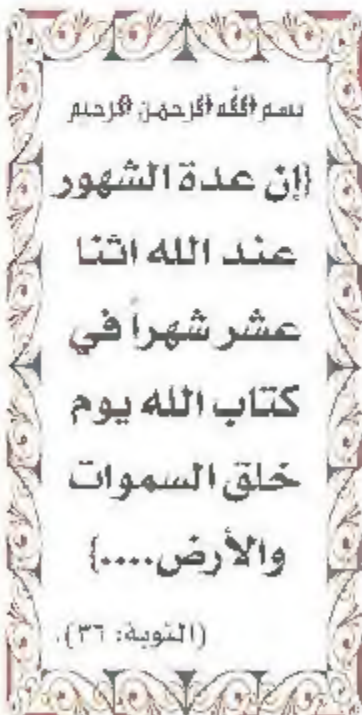 بسم الله الرحمن الرحيم
{إن عدة الشهور
عند الله اثنا
عشر شهراً في
كتاب الله يوم
خلق السموات
والأرض....}
(التوبة: ٣٦).